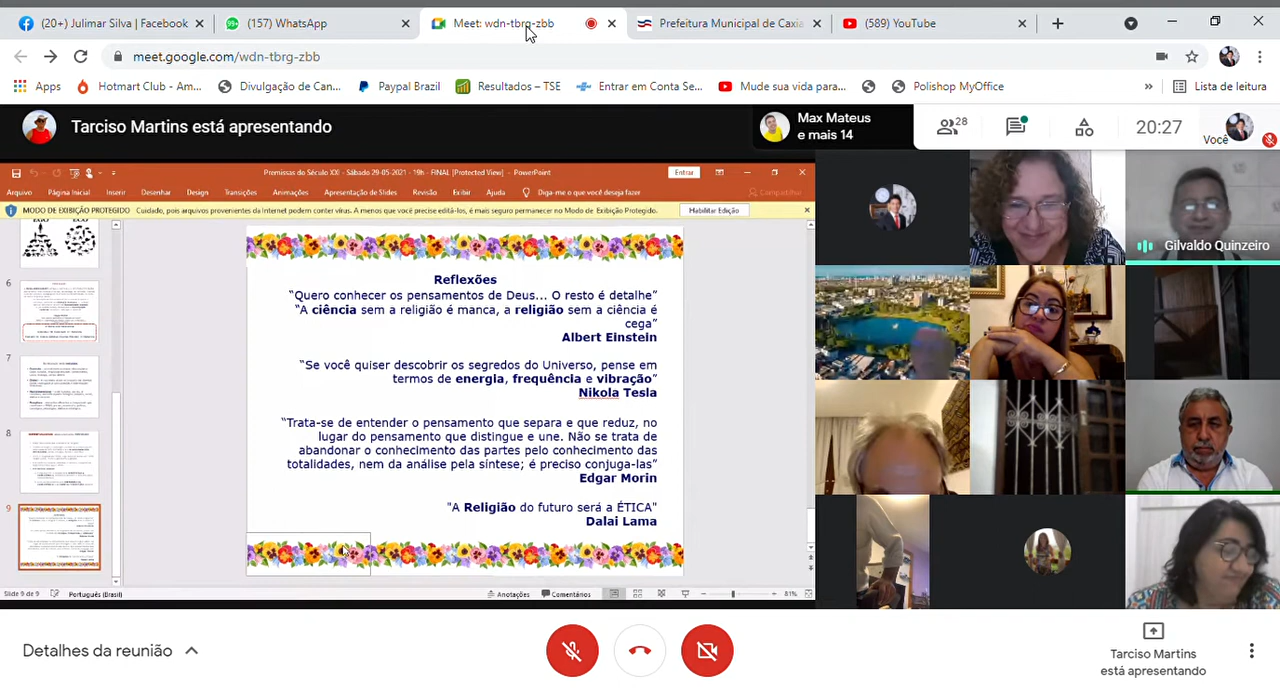 (20+) Julimar Silva | Facebook
(157) WhatsApp
Meet: wdn-tbrg-zbb
Prefeitura Municipal de Caxia
(589) YouTube
meet.google.com/wdn-tbrg-zbb
Apps
Hotmart Club - Am...
Divulgação de Can...
Paypal Brazil
Resultados – TSE
Entrar em Conta Se...
Mude sua vida para...
Polishop MyOffice
»
Lista de leitura
Tarciso Martins está apresentando
Max Mateus
e mais 14
28
20:27
Você
Premissas do Século XXI - Sábado 29-05-2021 - 19h - FINAL [Protected View] - PowerPoint
Entrar
Arquivo
Página Inicial
Inserir
Desenhar
Design
Transições
Animações
Apresentação de Slides
Revisão
Exibir
Ajuda
Diga-me o que você deseja fazer
Compartilhar
MODO DE EXIBIÇÃO PROTEGIDO
Cuidado, pois arquivos provenientes da Internet podem conter vírus. A menos que você precise editá-los, é mais seguro permanecer no Modo de Exibição Protegido.
Habilitar Edição
6
7
8
9
Reflexões
“Quero conhecer os pensamentos de Deus... O resto é detalhe”
“A ciência sem a religião é manca, a religião sem a ciência é
cega”
Albert Einstein
“Se você quiser descobrir os segredos do Universo, pense em
termos de energia, frequência e vibração”
Nikola Tesla
“Trata-se de entender o pensamento que separa e que reduz, no
lugar do pensamento que distingue e une. Não se trata de
abandonar o conhecimento das partes pelo conhecimento das
totalidades, nem da análise pela síntese; é preciso conjuga-las”
Edgar Morin
"A Religião do futuro será a ÉTICA"
Dalai Lama
Gilvaldo Quinzeiro
Slide 9 de 9
Português (Brasil)
Anotações
Comentários
81%
Detalhes da reunião
Tarciso Martins
está apresentando